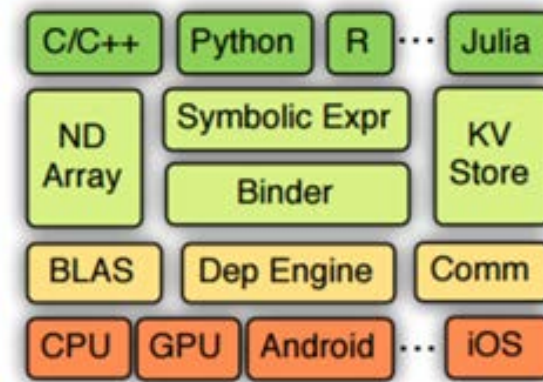 C/C++ Python R ... Julia
ND Array
Symbolic Expr
Binder
KV Store
BLAS Dep Engine Comm
CPU GPU Android ... iOS